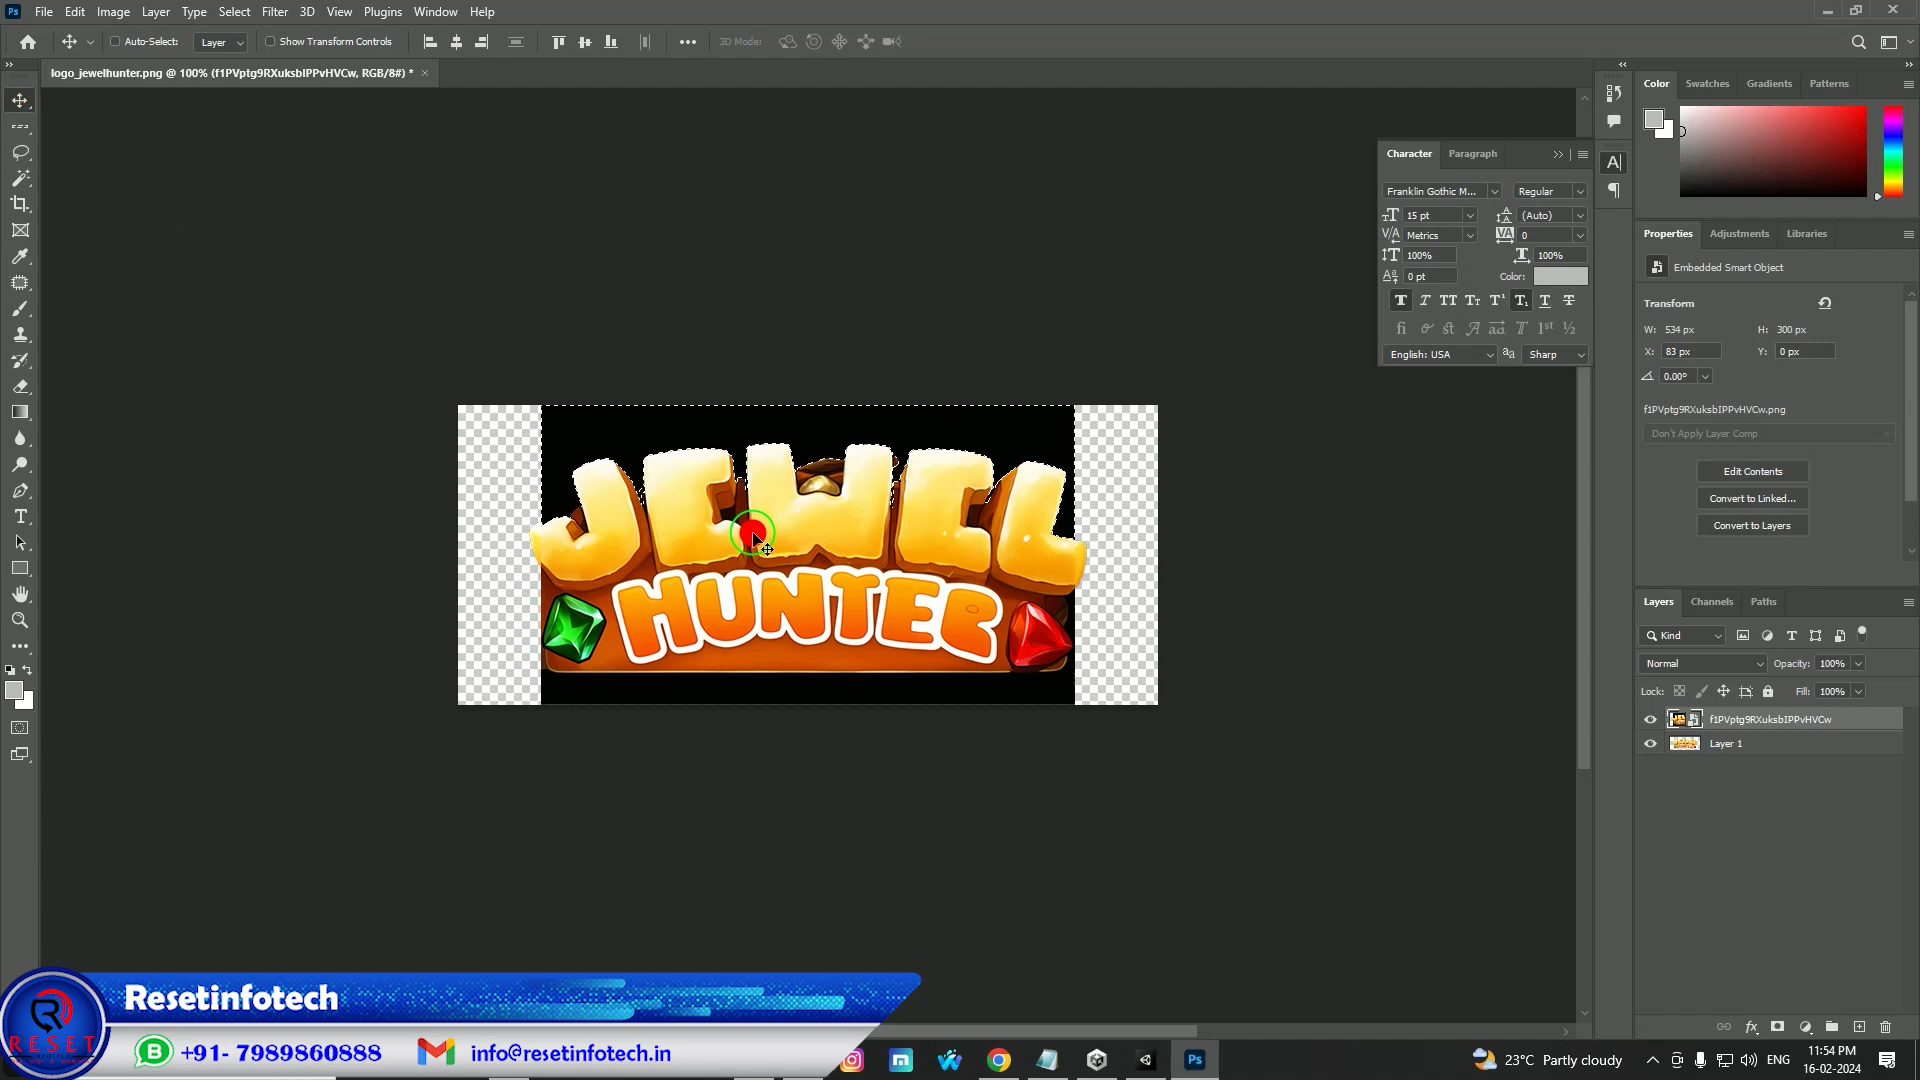 Ps File Edit Image Layer Type Select Filter 3D View Plugins Window Help
Auto-Select: Layer Show Transform Controls 3D Mode:
logo_jewelhunter.png @ 100% (f1PVptg9RXuksbIPPvHVCw, RGB/8#) *
Color Swatches Gradients Patterns
Character Paragraph
Franklin Gothic M... Regular
15 pt (Auto)
Metrics 0
100% 100%
0 pt Color:
English: USA Sharp
Properties Adjustments Libraries
Embedded Smart Object
Transform
W: 534 px H: 300 px
X: 83 px Y: 0 px
0.00°
f1PVptg9RXuksbIPPvHVCw.png
Don't Apply Layer Comp
Edit Contents
Convert to Linked...
Convert to Layers
JEWEL
HUNTER
Layers Channels Paths
Kind
Normal Opacity: 100%
Lock: Fill: 100%
f1PVptg9RXuksbIPPvHVCw
Layer 1
Resetinfotech
RESET
+91- 7989860888 info@resetinfotech.in
Ps 23°C Partly cloudy ENG 11:54 PM
16-02-2024